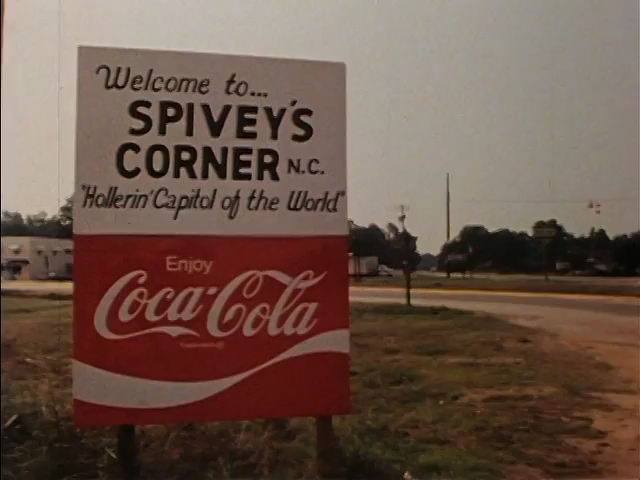 Welcome to...
SPIVEY'S
CORNER N.C.
"Hollerin' Capitol of the World"
Enjoy
Coca-Cola